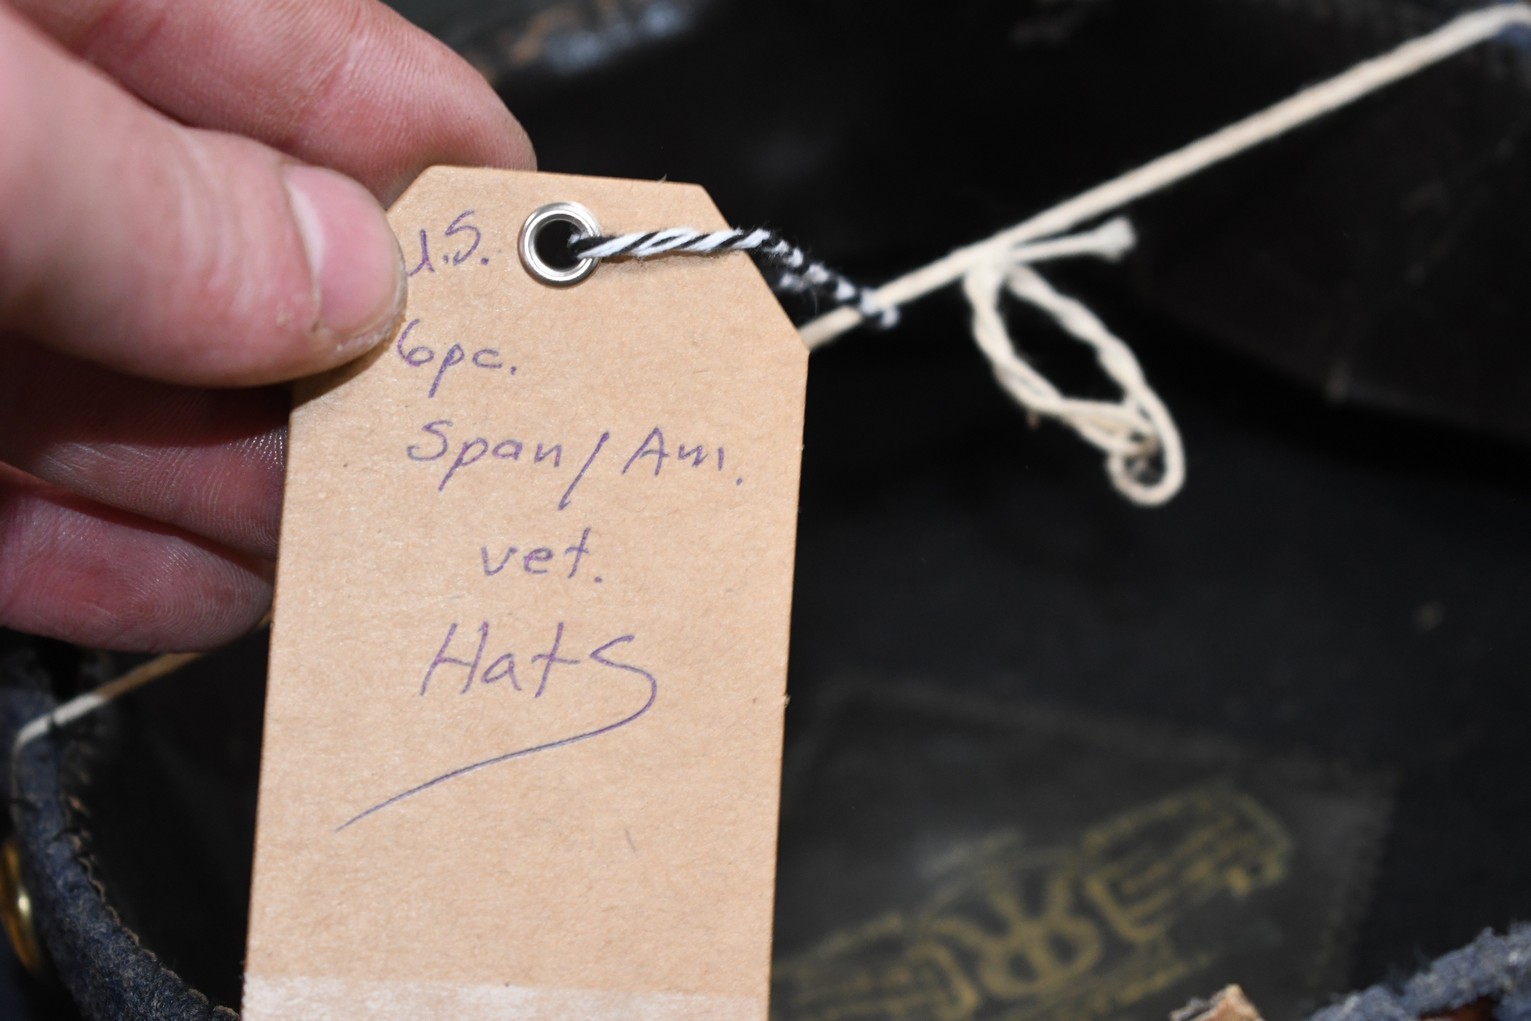 U.S.
6pc.
Span/Am.
vet.
Hats